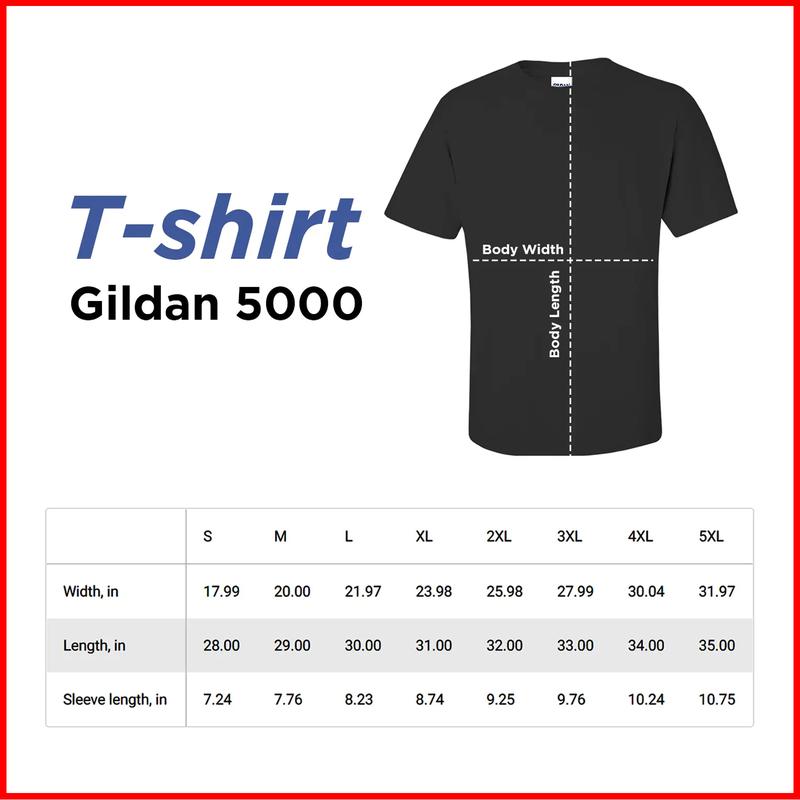 T-shirt
Gildan 5000
Body Width
Body Length
S M L XL 2XL 3XL 4XL 5XL
Width, in 17.99 20.00 21.97 23.98 25.98 27.99 30.04 31.97
Length, in 28.00 29.00 30.00 31.00 32.00 33.00 34.00 35.00
Sleeve length, in 7.24 7.76 8.23 8.74 9.25 9.76 10.24 10.75